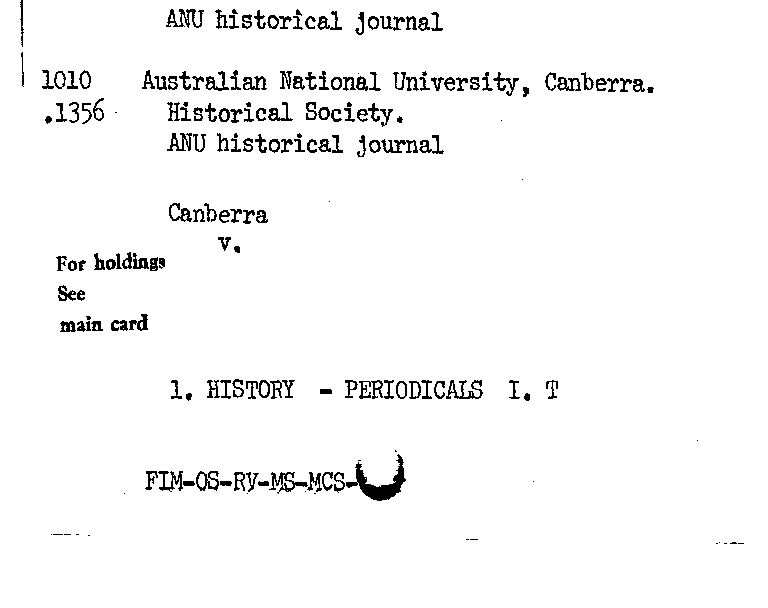 ANU historical journal
1010 Australian National University, Canberra.
.1356 Historical Society.
ANU historical journal
Canberra
v.
For holdings
See
main card
1. HISTORY - PERIODICALS I. T
FIM-OS-RV-MS-MCS-